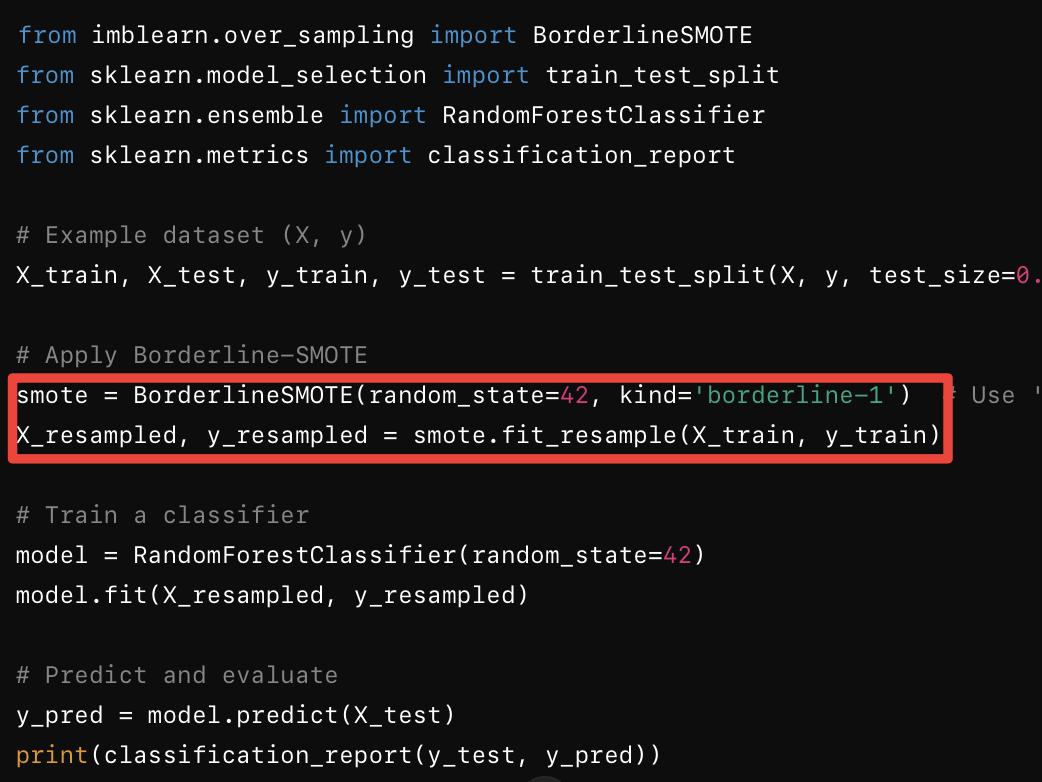 from imblearn.over_sampling import BorderlineSMOTE
from sklearn.model_selection import train_test_split
from sklearn.ensemble import RandomForestClassifier
from sklearn.metrics import classification_report
# Example dataset (X, y)
X_train, X_test, y_train, y_test = train_test_split(X, y, test_size=0.
# Apply Borderline-SMOTE
smote = BorderlineSMOTE(random_state=42, kind='borderline-1')  # Use '
X_resampled, y_resampled = smote.fit_resample(X_train, y_train)
# Train a classifier
model = RandomForestClassifier(random_state=42)
model.fit(X_resampled, y_resampled)
# Predict and evaluate
y_pred = model.predict(X_test)
print(classification_report(y_test, y_pred))